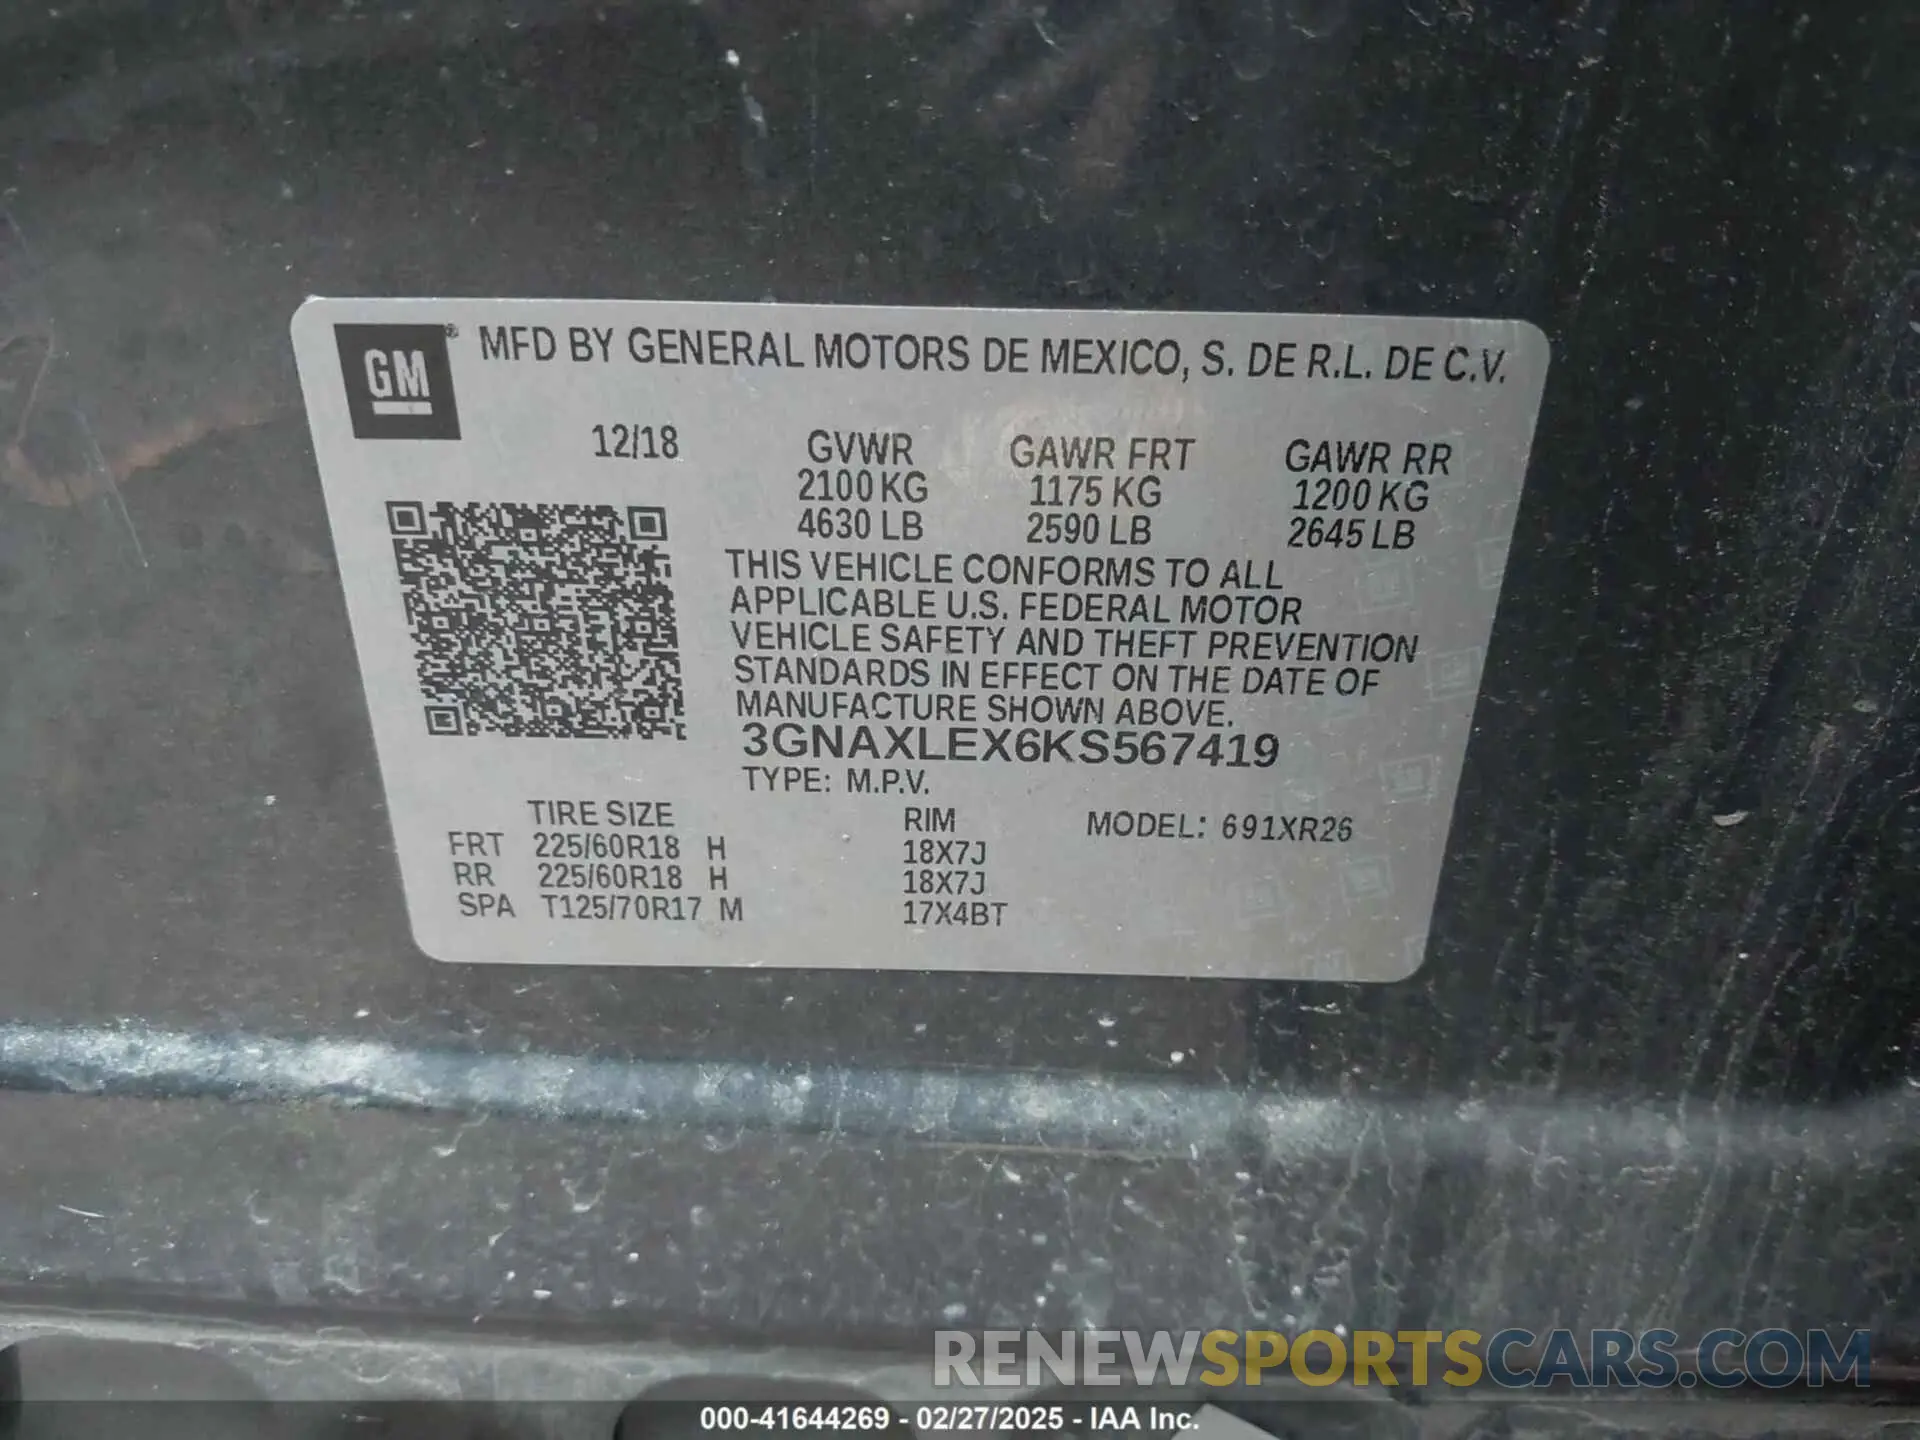 GM® MFD BY GENERAL MOTORS DE MEXICO, S. DE R.L. DE C.V.
12/18 GVWR GAWR FRT GAWR RR
2100 KG 1175 KG 1200 KG
4630 LB 2590 LB 2645 LB
THIS VEHICLE CONFORMS TO ALL
APPLICABLE U.S. FEDERAL MOTOR
VEHICLE SAFETY AND THEFT PREVENTION
STANDARDS IN EFFECT ON THE DATE OF
MANUFACTURE SHOWN ABOVE.
3GNAXLEX6KS567419
TYPE: M.P.V.
TIRE SIZE RIM MODEL: 691XR26
FRT 225/60R18 H 18X7J
RR 225/60R18 H 18X7J
SPA T125/70R17 M 17X4BT
RENEWSPORTSCARS.COM
000-41644269 - 02/27/2025 - IAA Inc.